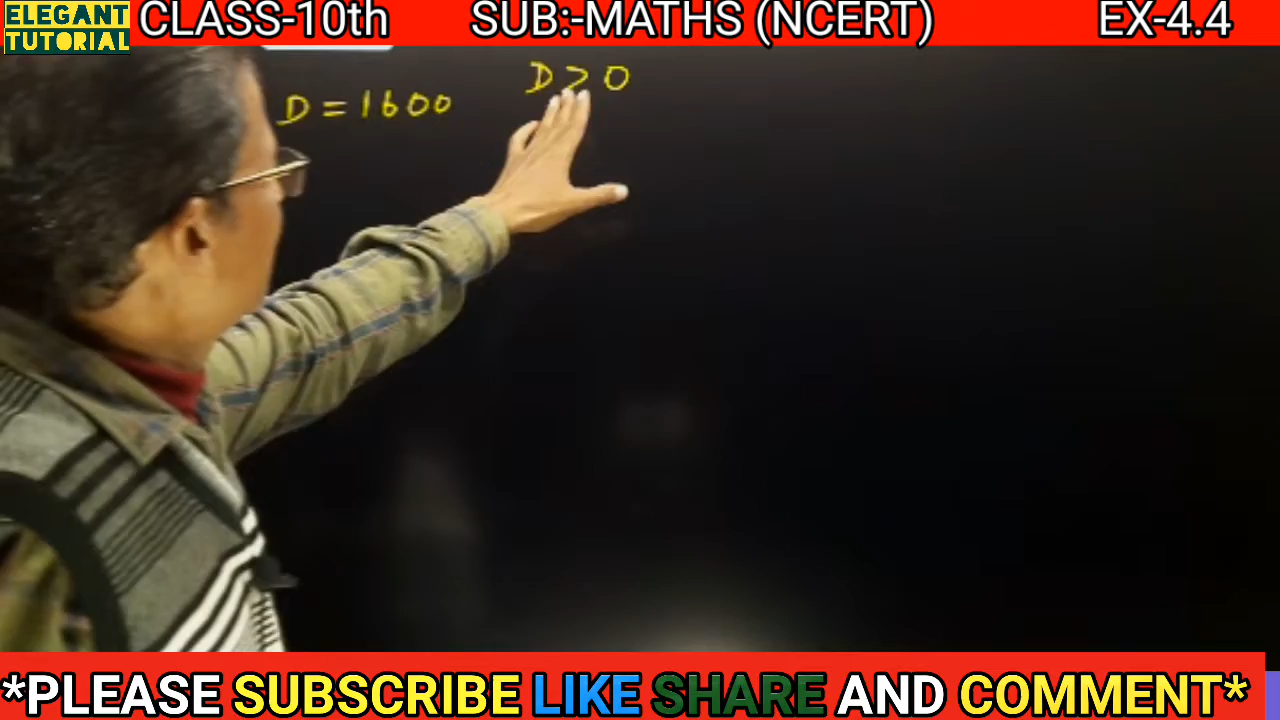 ELEGANT
TUTORIAL
CLASS-10th SUB:-MATHS (NCERT) EX-4.4
D > 0
D = 1600
*PLEASE SUBSCRIBE LIKE SHARE AND COMMENT*